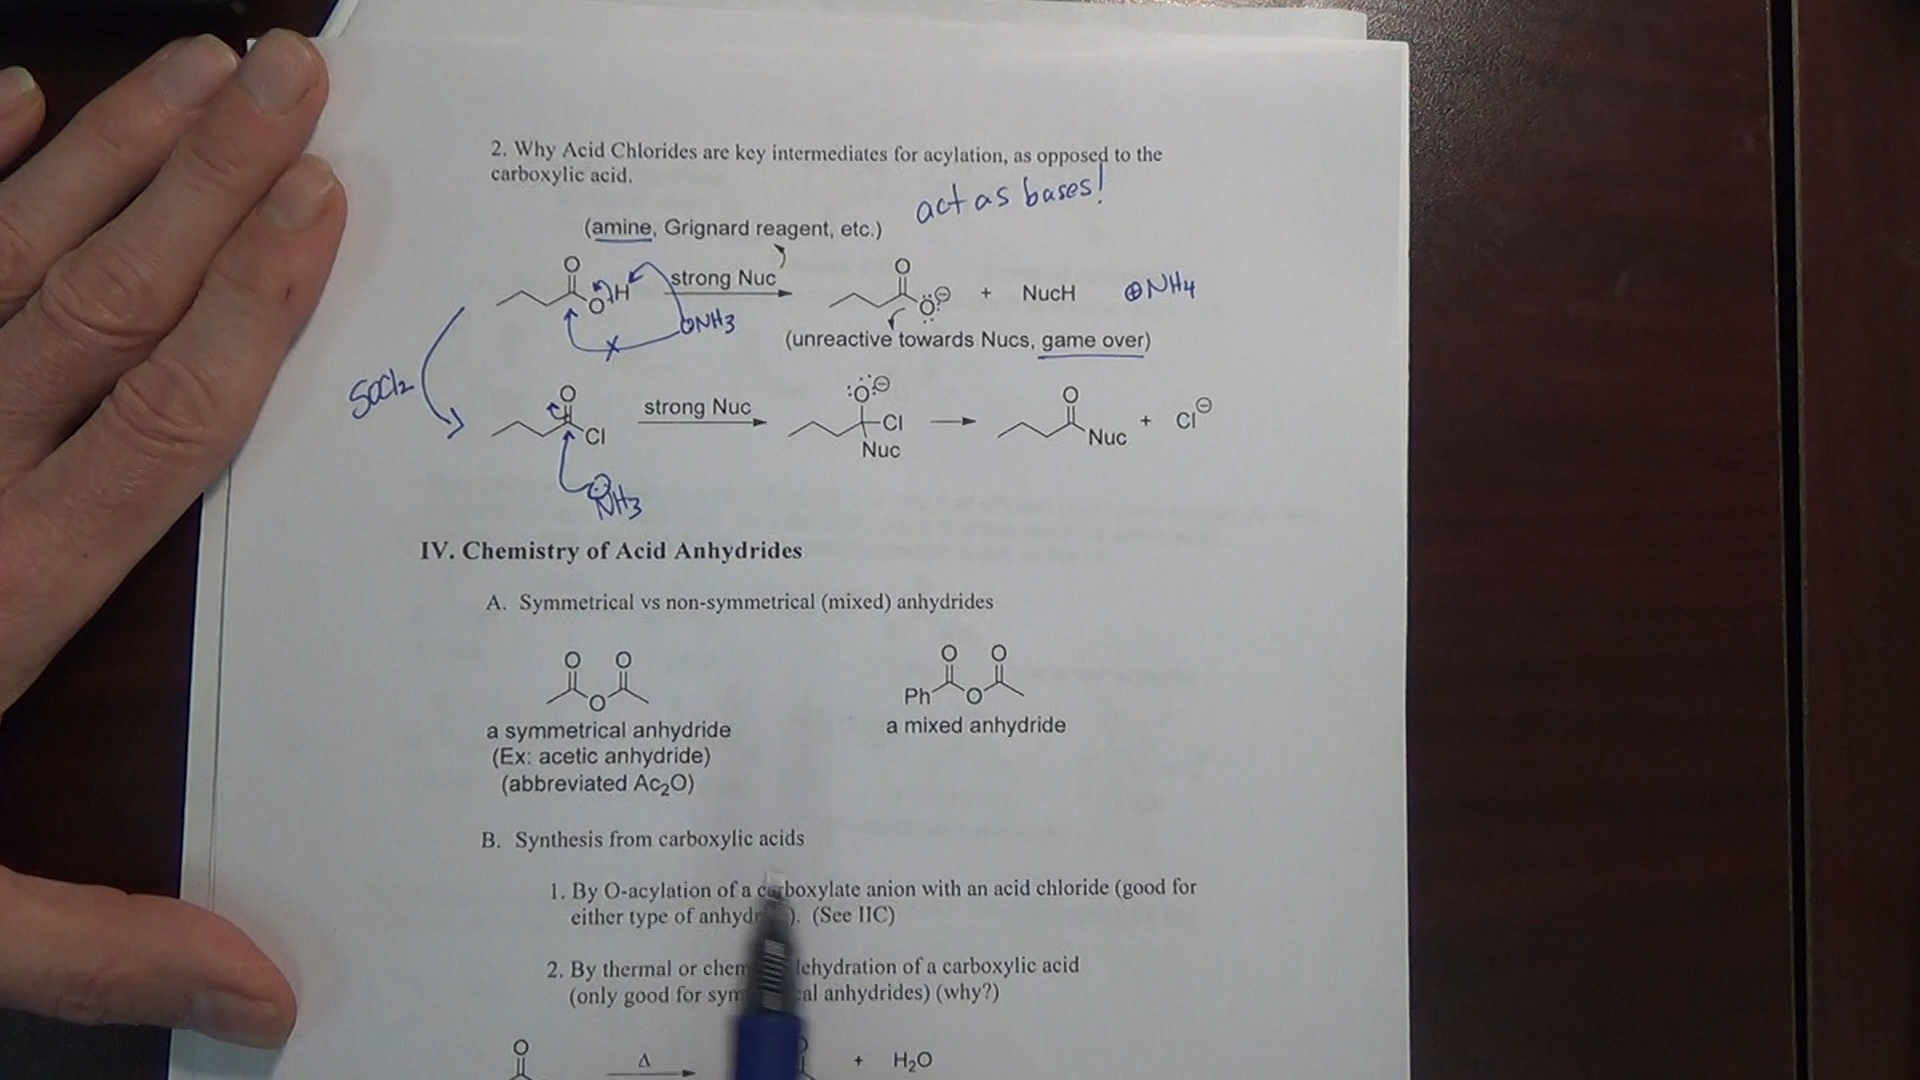 2. Why Acid Chlorides are key intermediates for acylation, as opposed to the
carboxylic acid.
act as bases!
(amine, Grignard reagent, etc.)
O
OH
strong Nuc
NH3
O
O⊖
+ NucH
⊕NH4
(unreactive towards Nucs, game over)
SOCl2
O
Cl
strong Nuc
:O:⊖
Cl
Nuc
O
Nuc
+ Cl⊖
NH3
IV. Chemistry of Acid Anhydrides
A. Symmetrical vs non-symmetrical (mixed) anhydrides
O O
O
a symmetrical anhydride
(Ex: acetic anhydride)
(abbreviated Ac2O)
O O
Ph O
a mixed anhydride
B. Synthesis from carboxylic acids
1. By O-acylation of a carboxylate anion with an acid chloride (good for
either type of ). (See IIC)
2. By thermal or of a carboxylic acid
(only good for anhydrides) (why?)
O
Δ
+ H2O